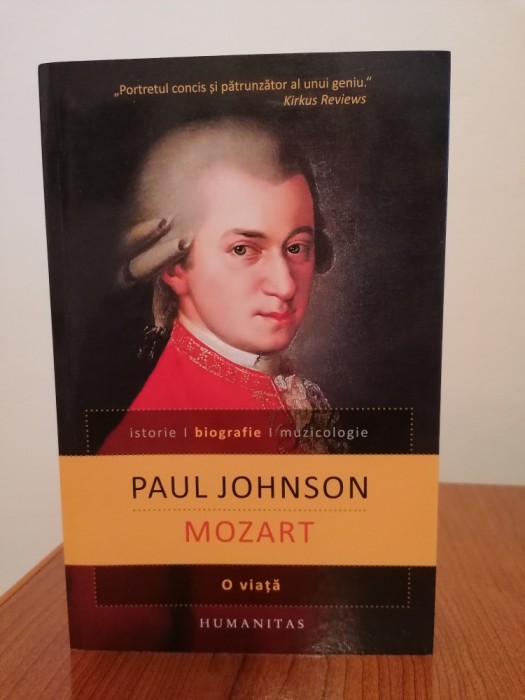 „Portretul concis și pătrunzător al unui geniu.“
Kirkus Reviews
istorie | biografie | muzicologie
PAUL JOHNSON
MOZART
O viață
HUMANITAS